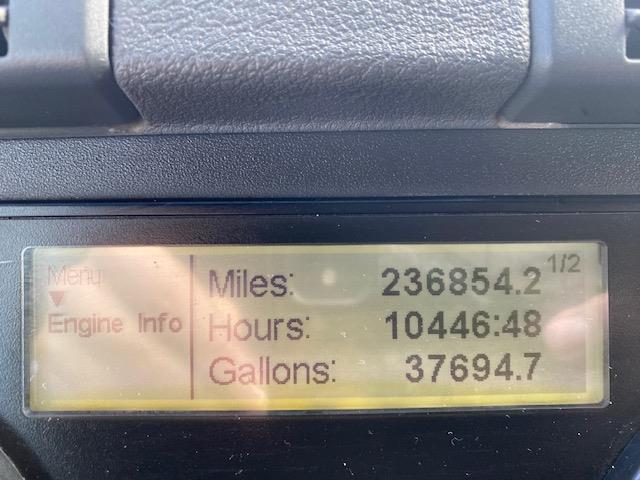 Menu
Engine Info
1/2
Miles: 236854.2
Hours: 10446:48
Gallons: 37694.7